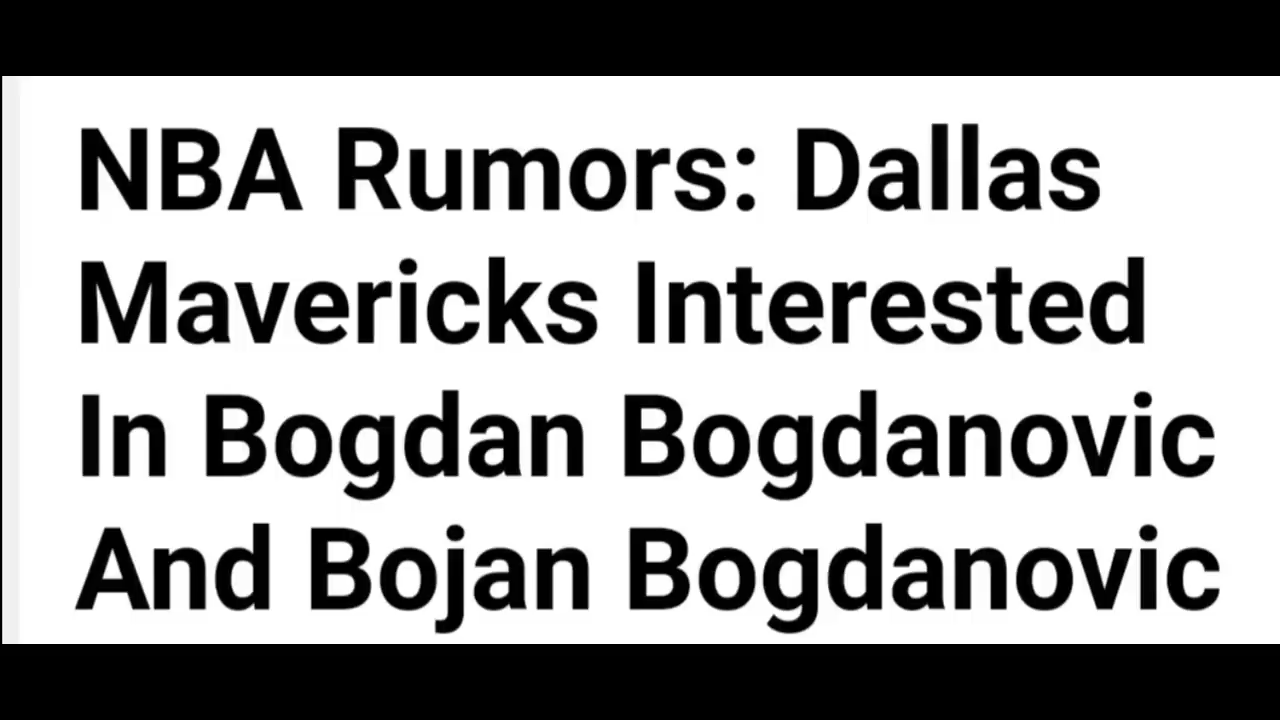 NBA Rumors: Dallas
Mavericks Interested
In Bogdan Bogdanovic
And Bojan Bogdanovic